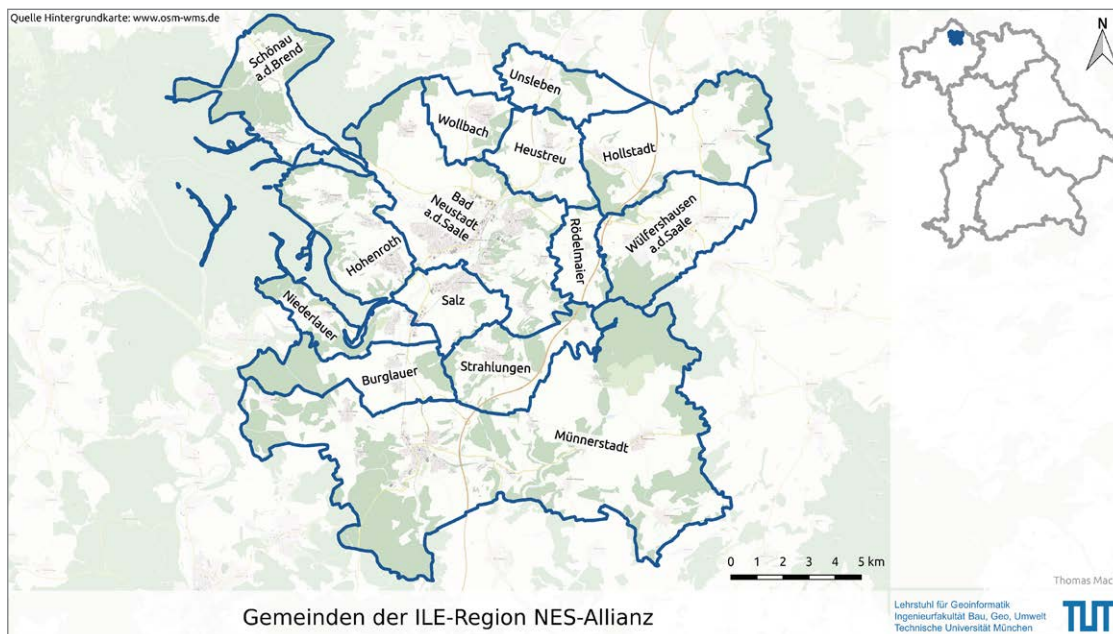 Quelle Hintergrundkarte: www.osm-wms.de
N
Schönau
a.d.Brend
Unsleben
Wollbach
Heustreu
Hollstadt
Bad
Neustadt
a.d.Saale
Rödelmaier
Wülfershausen
a.d.Saale
Hohenroth
Salz
Niederlauer
Burglauer
Strahlungen
Münnerstadt
0 1 2 3 4 5 km
Thomas Mac
Gemeinden der ILE-Region NES-Allianz
Lehrstuhl für Geoinformatik
Ingenieurfakultät Bau, Geo, Umwelt
Technische Universität München